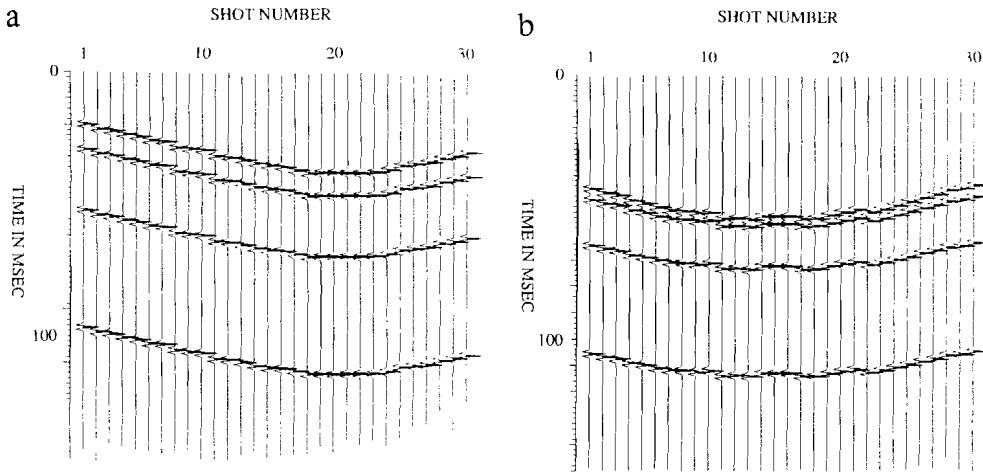 a
SHOT NUMBER
1 10 20 30
0
TIME IN MSEC
100
b
SHOT NUMBER
1 10 20 30
0
TIME IN MSEC
100